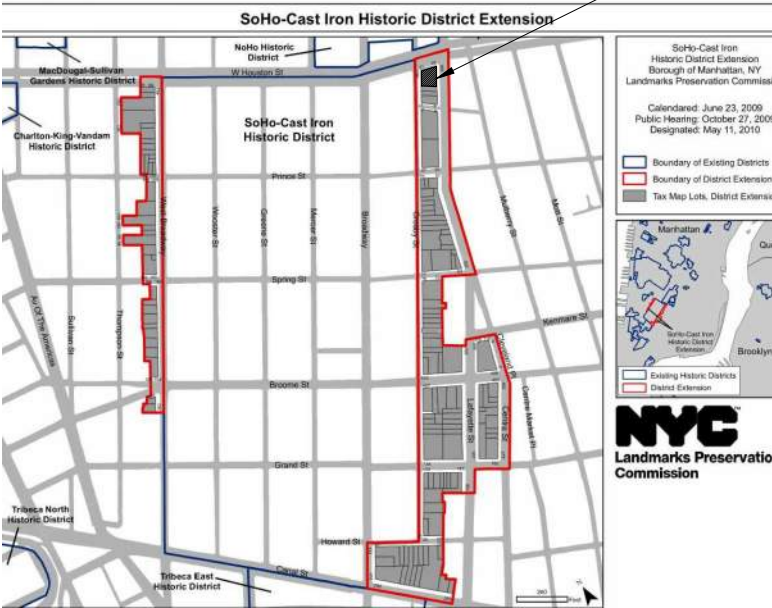 SoHo-Cast Iron Historic District Extension
NoHo Historic
District
MacDougal-Sullivan
Gardens Historic District
W Houston St
Charlton-King-Vandam
Historic District
SoHo-Cast Iron
Historic District
Prince St
West Broadway
Wooster St
Greene St
Mercer St
Broadway
Crosby St
Mulberry St
Mott St
Spring St
Kenmare St
Av Of The Americas
Sullivan St
Thompson St
Cleveland Pl
Broome St
Lafayette St
Centre St
Centre Market Pl
Grand St
Tribeca North
Historic District
Howard St
Canal St
Tribeca East
Historic District
Feet
SoHo-Cast Iron
Historic District Extension
Borough of Manhattan, NY
Landmarks Preservation Commiss
Calendared: June 23, 2009
Public Hearing: October 27, 2009
Designated: May 11, 2010
Boundary of Existing Districts
Boundary of District Extension
Tax Map Lots, District Extensio
Manhattan
Qu
SoHo-Cast Iron
Historic District
Extension
Brooklyn
Existing Historic Districts
District Extension
NYC
Landmarks Preservatio
Commission